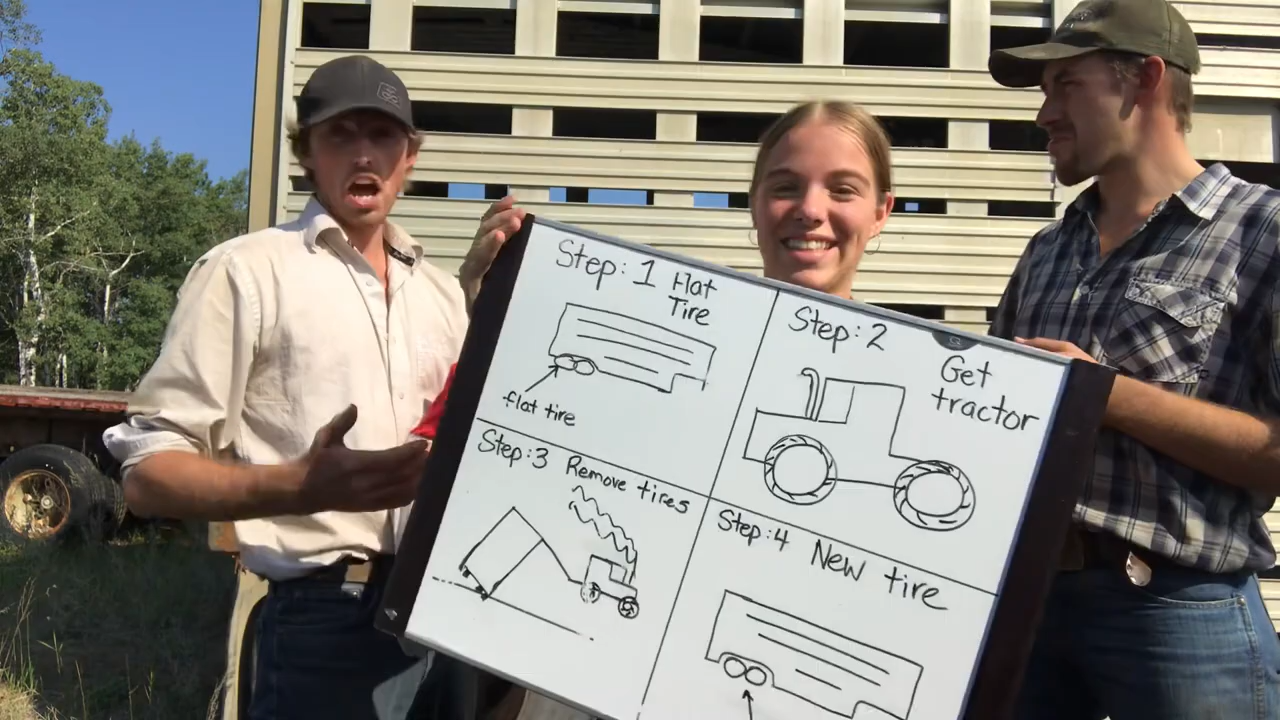 Step: 1 Flat
Tire
flat tire
Step: 2
Get
tractor
Step: 3 Remove tires
Step: 4 New tire